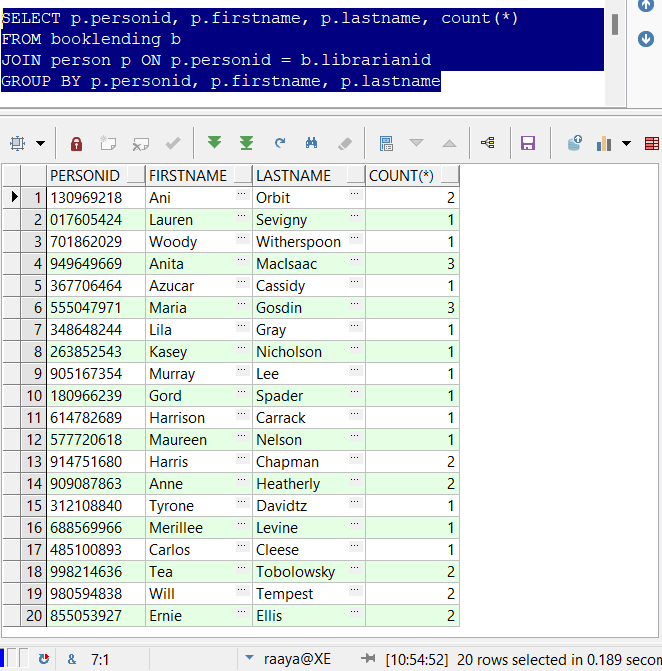 SELECT p.personid, p.firstname, p.lastname, count(*)
FROM booklending b
JOIN person p ON p.personid = b.librarianid
GROUP BY p.personid, p.firstname, p.lastname
PERSONID FIRSTNAME LASTNAME COUNT(*)
1 130969218 Ani ... Orbit ... 2
2 017605424 Lauren ... Sevigny ... 1
3 701862029 Woody ... Witherspoon ... 1
4 949649669 Anita ... MacIsaac ... 3
5 367706464 Azucar ... Cassidy ... 1
6 555047971 Maria ... Gosdin ... 3
7 348648244 Lila ... Gray ... 1
8 263852543 Kasey ... Nicholson ... 1
9 905167354 Murray ... Lee ... 1
10 180966239 Gord ... Spader ... 1
11 614782689 Harrison ... Carrack ... 1
12 577720618 Maureen ... Nelson ... 1
13 914751680 Harris ... Chapman ... 2
14 909087863 Anne ... Heatherly ... 2
15 312108840 Tyrone ... Davidtz ... 1
16 688569966 Merillee ... Levine ... 1
17 485100893 Carlos ... Cleese ... 1
18 998214636 Tea ... Tobolowsky ... 2
19 980594838 Will ... Tempest ... 2
20 855053927 Ernie ... Ellis ... 2
& 7:1 raaya@XE [10:54:52] 20 rows selected in 0.189 secon